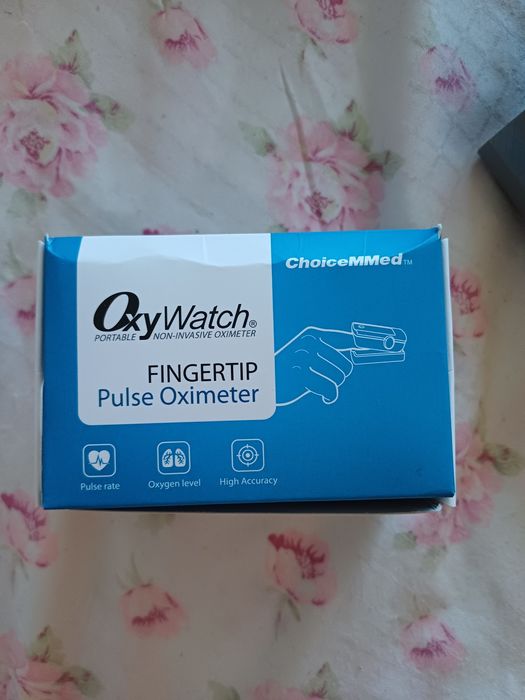 ChoiceMMed™
OxyWatch®
PORTABLE NON-INVASIVE OXIMETER
FINGERTIP
Pulse Oximeter
Pulse rate
Oxygen level
High Accuracy